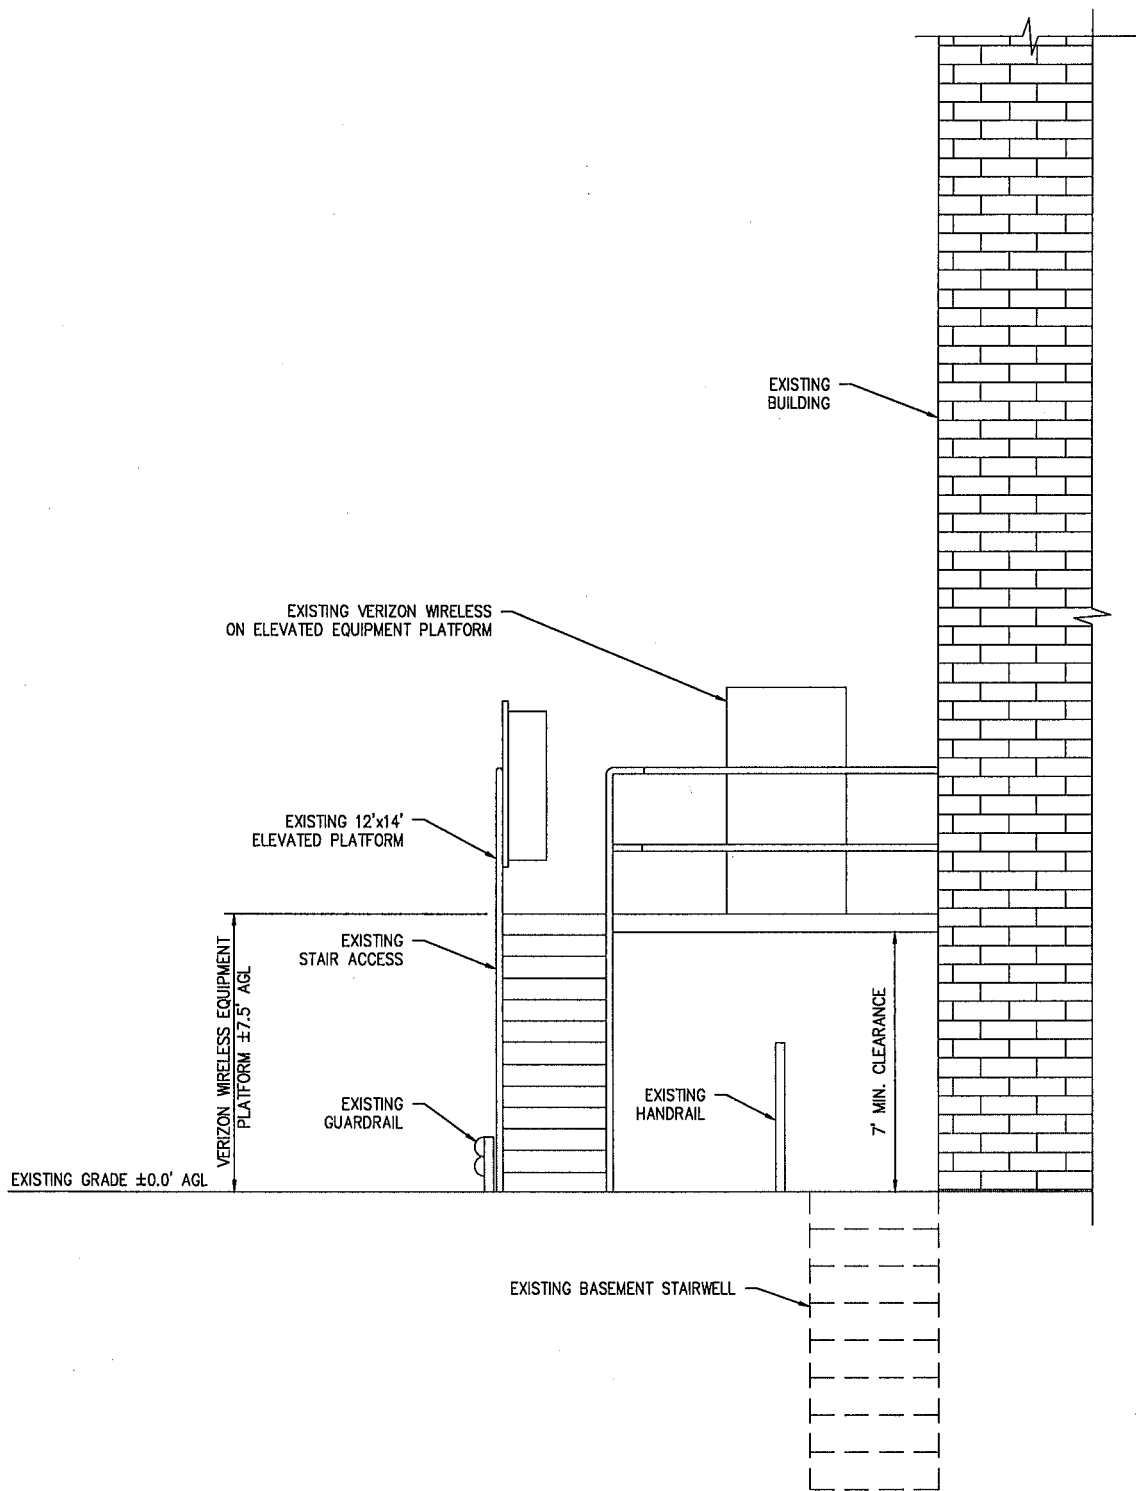 EXISTING
BUILDING
EXISTING VERIZON WIRELESS
ON ELEVATED EQUIPMENT PLATFORM
EXISTING 12'x14'
ELEVATED PLATFORM
EXISTING
STAIR ACCESS
VERIZON WIRELESS EQUIPMENT
PLATFORM ±7.5' AGL
7' MIN. CLEARANCE
EXISTING
GUARDRAIL
EXISTING
HANDRAIL
EXISTING GRADE ±0.0' AGL
EXISTING BASEMENT STAIRWELL